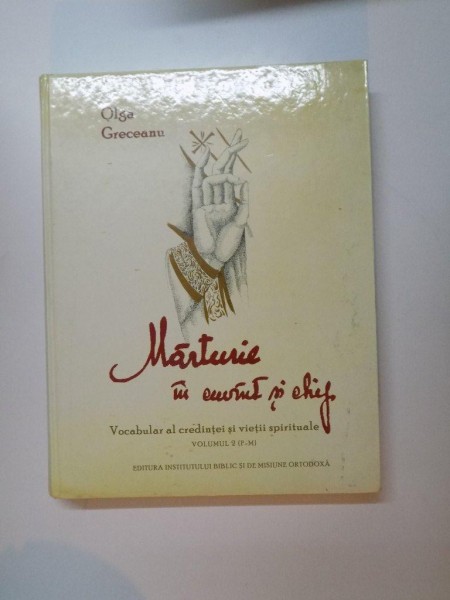 Olga
Greceanu
Mărturie
în cuvânt și chip
Vocabular al credinței și vieții spirituale
VOLUMUL 2 (F-M)
EDITURA INSTITUTULUI BIBLIC ȘI DE MISIUNE ORTODOXĂ